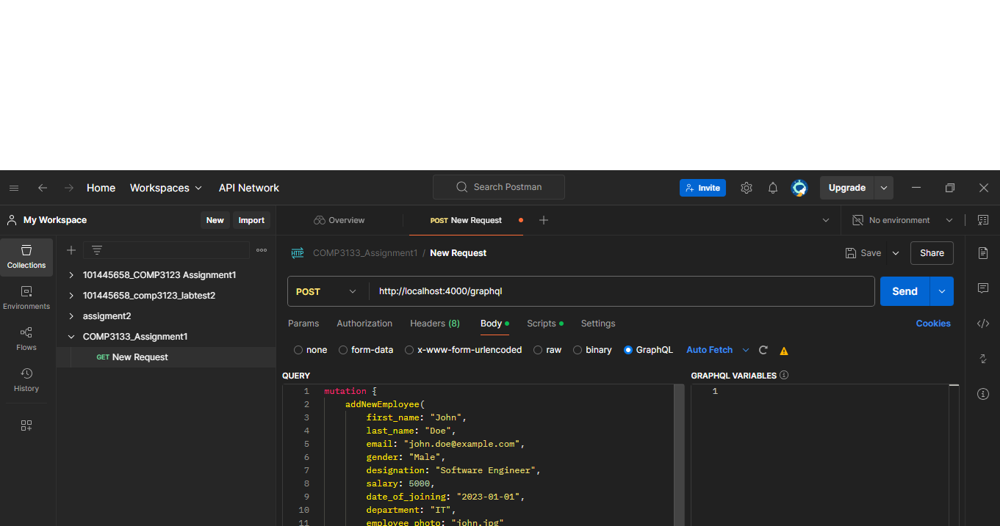 Home Workspaces API Network Search Postman Invite Upgrade
My Workspace New Import Overview POST New Request No environment
Collections
Environments
Flows
History
101445658_COMP3123 Assignment1
101445658_comp3123_labtest2
assigment2
COMP3133_Assignment1
GET New Request
HTTP COMP3133_Assignment1 / New Request Save Share
POST http://localhost:4000/graphql Send
Params Authorization Headers (8) Body Scripts Settings Cookies
none form-data x-www-form-urlencoded raw binary GraphQL Auto Fetch
QUERY
1 mutation {
2 addNewEmployee(
3 first_name: "John",
4 last_name: "Doe",
5 email: "john.doe@example.com",
6 gender: "Male",
7 designation: "Software Engineer",
8 salary: 5000,
9 date_of_joining: "2023-01-01",
10 department: "IT",
11 employee_photo: "john.jpg"
GRAPHQL VARIABLES
1